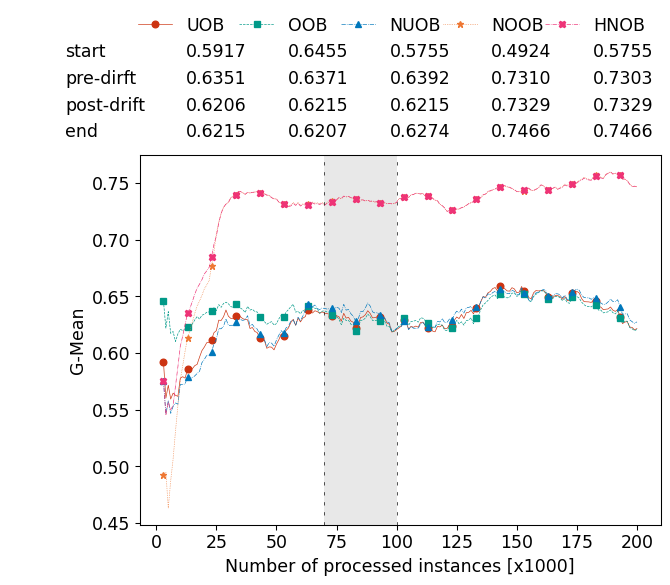 UOB OOB NUOB NOOB HNOB
start 0.5917 0.6455 0.5755 0.4924 0.5755
pre-dirft 0.6351 0.6371 0.6392 0.7310 0.7303
post-drift 0.6206 0.6215 0.6215 0.7329 0.7329
end 0.6215 0.6207 0.6274 0.7466 0.7466
0.75
0.70
0.65
0.60
0.55
0.50
0.45
G-Mean
0 25 50 75 100 125 150 175 200
Number of processed instances [x1000]